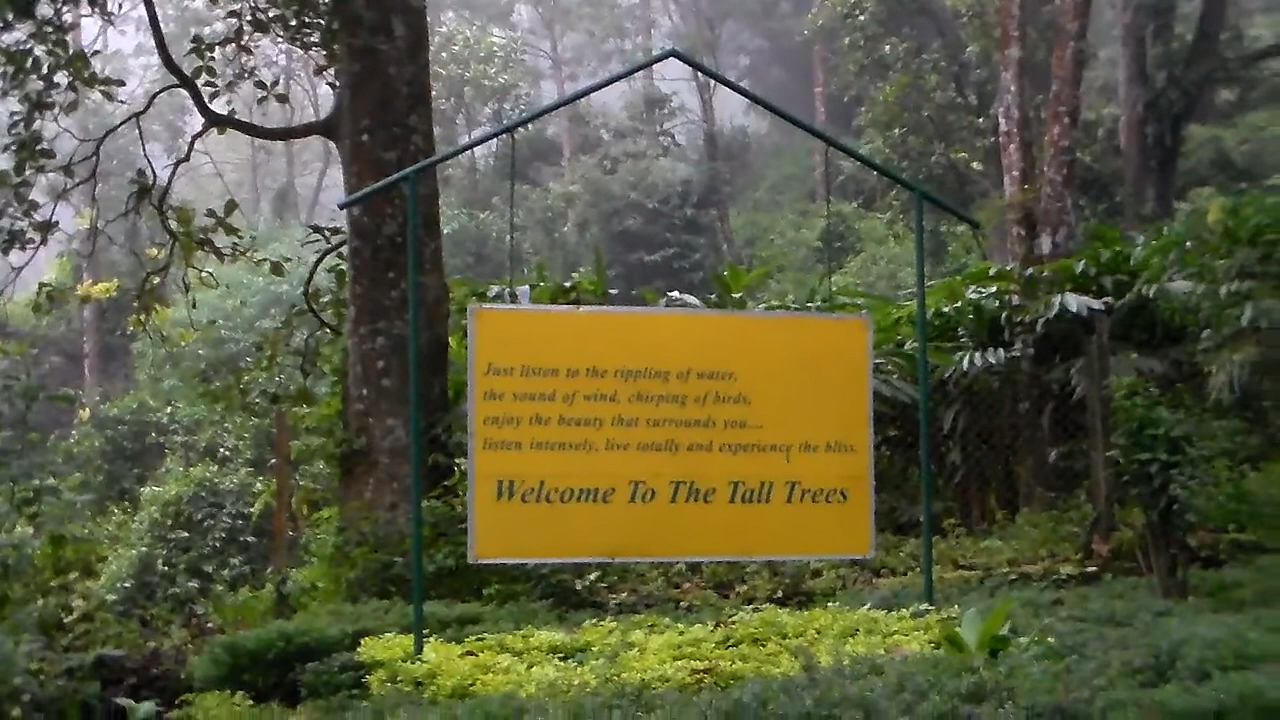 Just listen to the rippling of water,
the sound of wind, chirping of birds,
enjoy the beauty that surrounds you....
listen intensely, live totally and experience the bliss.
Welcome To The Tall Trees